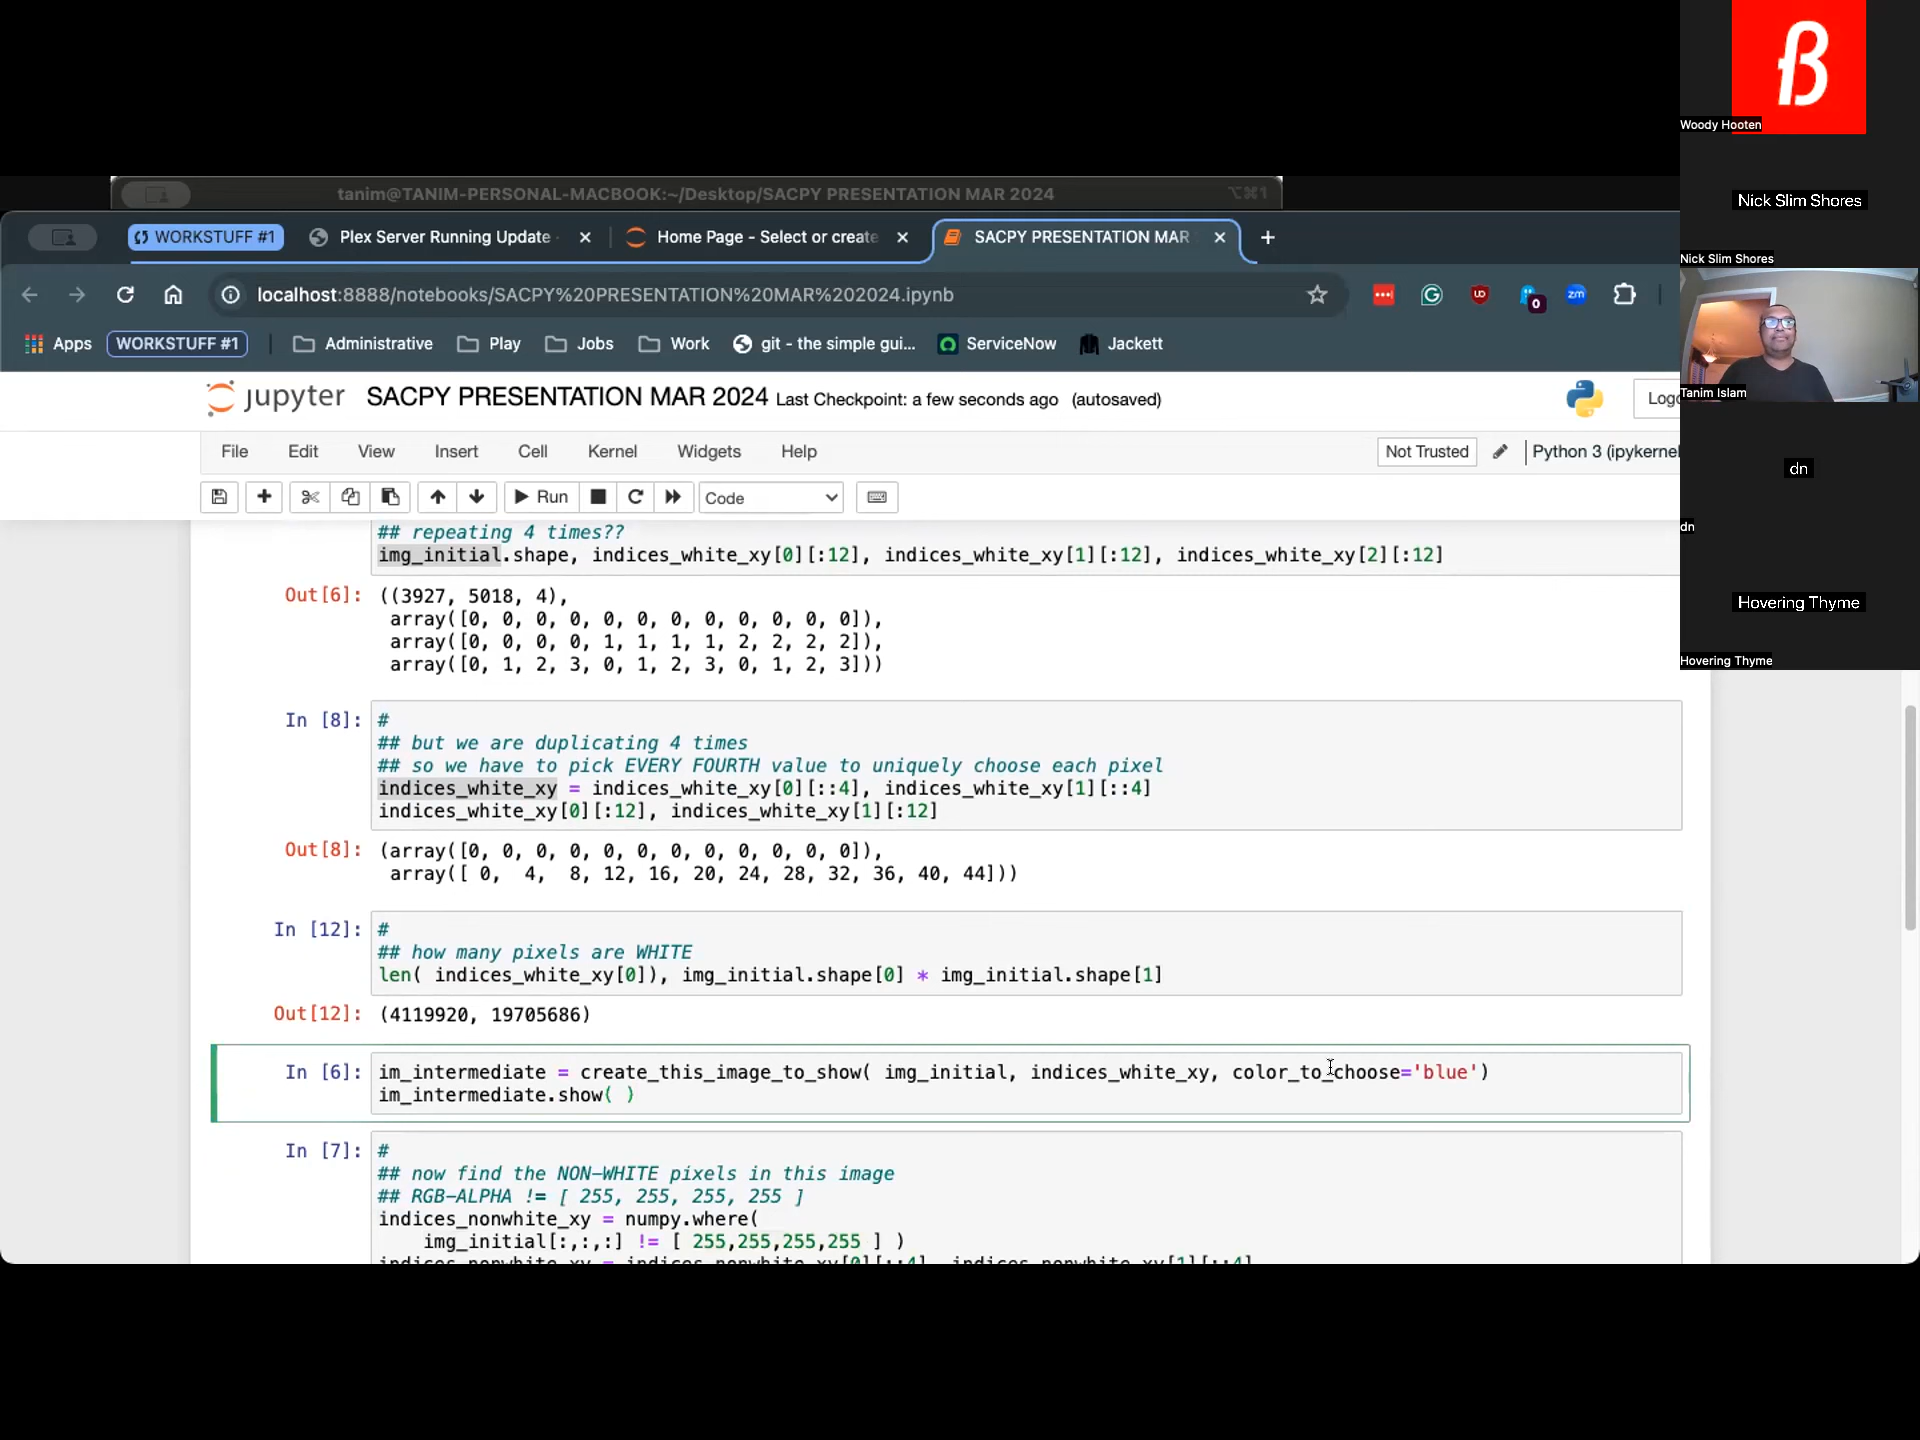 tanim@TANIM-PERSONAL-MACBOOK:~/Desktop/SACPY PRESENTATION MAR 2024
⌥⌘1
WORKSTUFF #1
Plex Server Running Update
Home Page - Select or create
SACPY PRESENTATION MAR
localhost:8888/notebooks/SACPY%20PRESENTATION%20MAR%202024.ipynb
0
zm
Apps
WORKSTUFF #1
Administrative
Play
Jobs
Work
git - the simple gui...
ServiceNow
Jackett
jupyter
SACPY PRESENTATION MAR 2024 Last Checkpoint: a few seconds ago (autosaved)
Logo
File Edit View Insert Cell Kernel Widgets Help
Not Trusted
Python 3 (ipykernel
Run
Code
## repeating 4 times??
img_initial.shape, indices_white_xy[0][:12], indices_white_xy[1][:12], indices_white_xy[2][:12]
Out[6]: ((3927, 5018, 4),
array([0, 0, 0, 0, 0, 0, 0, 0, 0, 0, 0, 0]),
array([0, 0, 0, 0, 1, 1, 1, 1, 2, 2, 2, 2]),
array([0, 1, 2, 3, 0, 1, 2, 3, 0, 1, 2, 3]))
In [8]: #
## but we are duplicating 4 times
## so we have to pick EVERY FOURTH value to uniquely choose each pixel
indices_white_xy = indices_white_xy[0][::4], indices_white_xy[1][::4]
indices_white_xy[0][:12], indices_white_xy[1][:12]
Out[8]: (array([0, 0, 0, 0, 0, 0, 0, 0, 0, 0, 0, 0]),
array([ 0, 4, 8, 12, 16, 20, 24, 28, 32, 36, 40, 44]))
In [12]: #
## how many pixels are WHITE
len( indices_white_xy[0]), img_initial.shape[0] * img_initial.shape[1]
Out[12]: (4119920, 19705686)
In [6]: im_intermediate = create_this_image_to_show( img_initial, indices_white_xy, color_to_choose='blue')
im_intermediate.show( )
In [7]: #
## now find the NON-WHITE pixels in this image
## RGB-ALPHA != [ 255, 255, 255, 255 ]
indices_nonwhite_xy = numpy.where(
img_initial[:,:,:] != [ 255,255,255,255 ] )
indices_nonwhite_xy = indices_nonwhite_xy[0][::4], indices_nonwhite_xy[1][::4]
ß
Woody Hooten
Nick Slim Shores
Nick Slim Shores
Tanim Islam
dn
dn
Hovering Thyme
Hovering Thyme